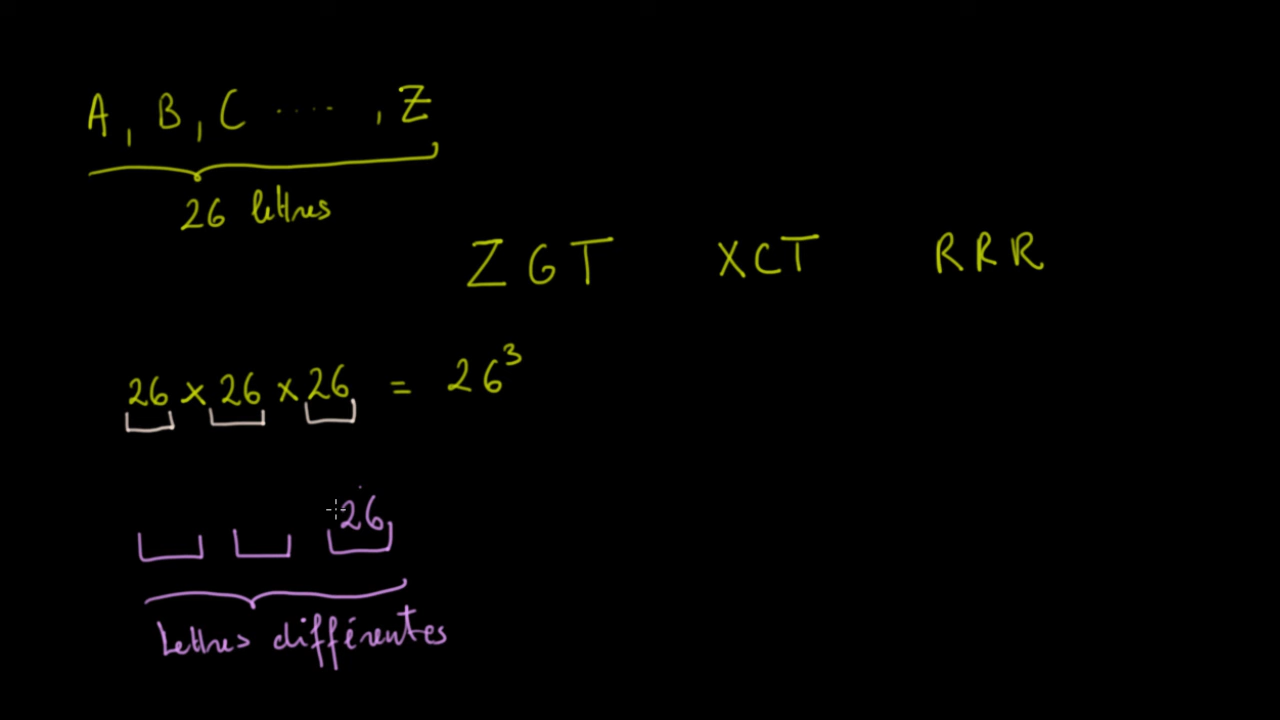 A, B, C ...., Z
26 lettres
ZGT XCT RRR
26 x 26 x 26 = 26³
26
Lettres différentes